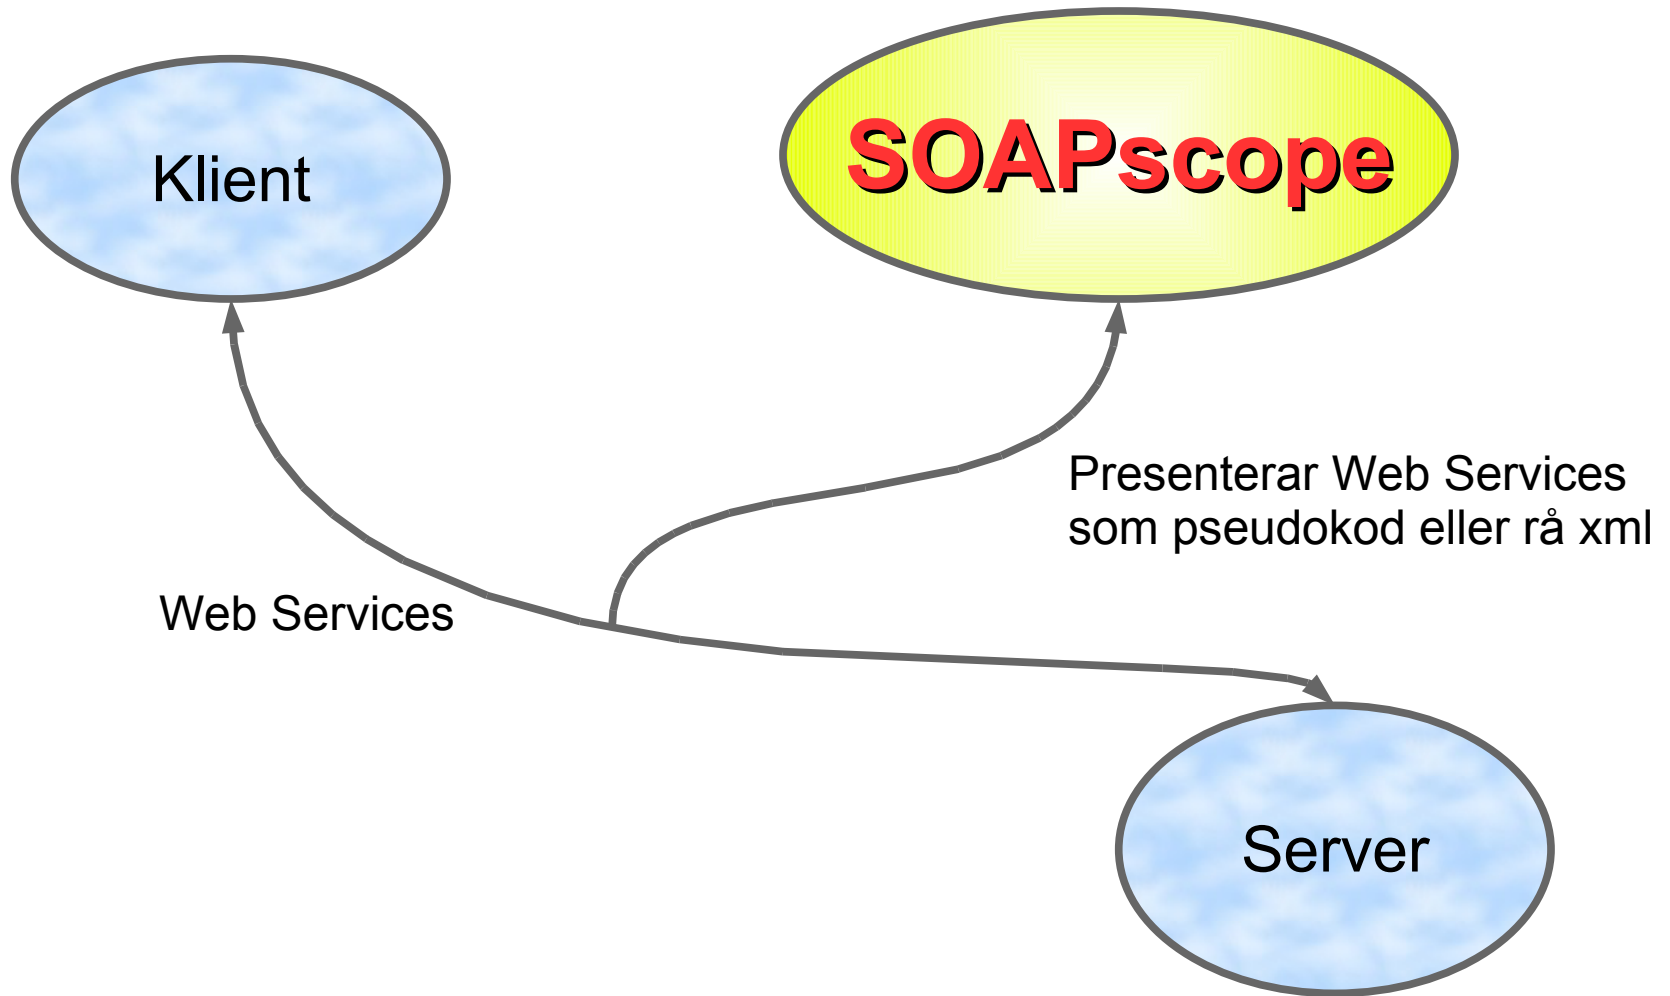 Klient
SOAPscope
Presenterar Web Services
som pseudokod eller rå xml
Web Services
Server